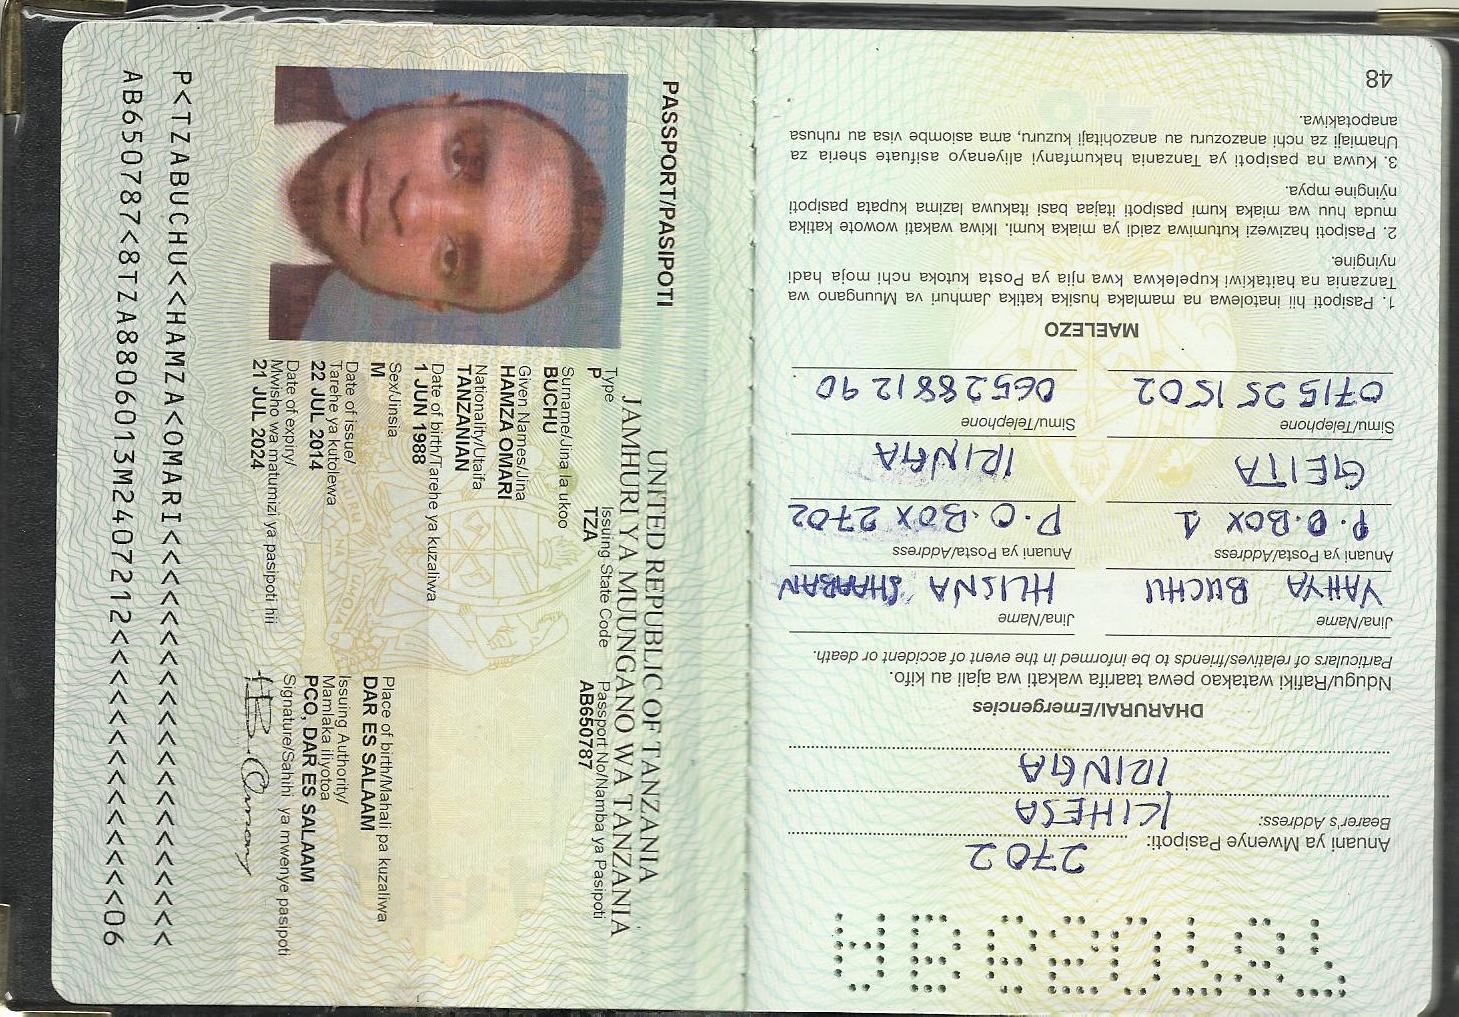 PASSPORT/PASIPOTI
UNITED REPUBLIC OF TANZANIA
JAMHURI YA MUUNGANO WA TANZANIA
Type
P
Issuing State Code
TZA
Passport No/Namba ya Pasipoti
AB650787
Surname/Jina la ukoo
BUCHU
Given Names/Jina
HAMZA OMARI
Nationality/Utaifa
TANZANIAN
Date of birth/Tarehe ya kuzaliwa
1 JUN 1988
Sex/Jinsia
M
Place of birth/Mahali pa kuzaliwa
DAR ES SALAAM
Date of issue/
Tarehe ya kutolewa
22 JUL 2014
Issuing Authority/
Mamlaka iliyotoa
PCO, DAR ES SALAAM
Date of expiry/
Mwisho wa matumizi ya pasipoti hii
21 JUL 2024
Signature/Sahihi ya mwenye pasipoti
P<TZABUCHU<<HAMZA<OMARI<<<<<<<<<<<<<<<<<<<<<
AB650787<8TZA8806013M2407212<<<<<<<<<<<<<<06
AB650787
Anuani ya Mwenye Pasipoti: 2702
Bearer's Address:
KIHESA
IRINGA
DHARURA/Emergencies
Ndugu/Rafiki watakao pewa taarifa wakati wa ajali au kifo.
Particulars of relatives/friends to be informed in the event of accident or death.
Jina/Name
YAHYA BUCHU
Jina/Name
HUSNA SHAABAN
Anuani ya Posta/Address
P.O.BOX 1
Anuani ya Posta/Address
P.O.BOX 2702
GEITA
IRINGA
Simu/Telephone
0715251502
Simu/Telephone
0652881290
MAELEZO
1. Pasipoti hii inatolewa na mamlaka husika katika Jamhuri ya Muungano wa
Tanzania na haitakiwi kupelekwa kwa njia ya Posta kutoka nchi moja hadi
nyingine.
2. Pasipoti haziwezi kutumiwa zaidi ya miaka kumi. Ikiwa wakati wowote katika
muda huu wa miaka kumi pasipoti itajaa basi itakuwa lazima kupata pasipoti
nyingine mpya.
3. Kuwa na pasipoti ya Tanzania hakumfanyi aliyenayo asifuate sheria za
Uhamiaji za nchi anazozuru au anazohitaji kuzuru, ama asiombe visa au ruhusa
anapotakiwa.
48